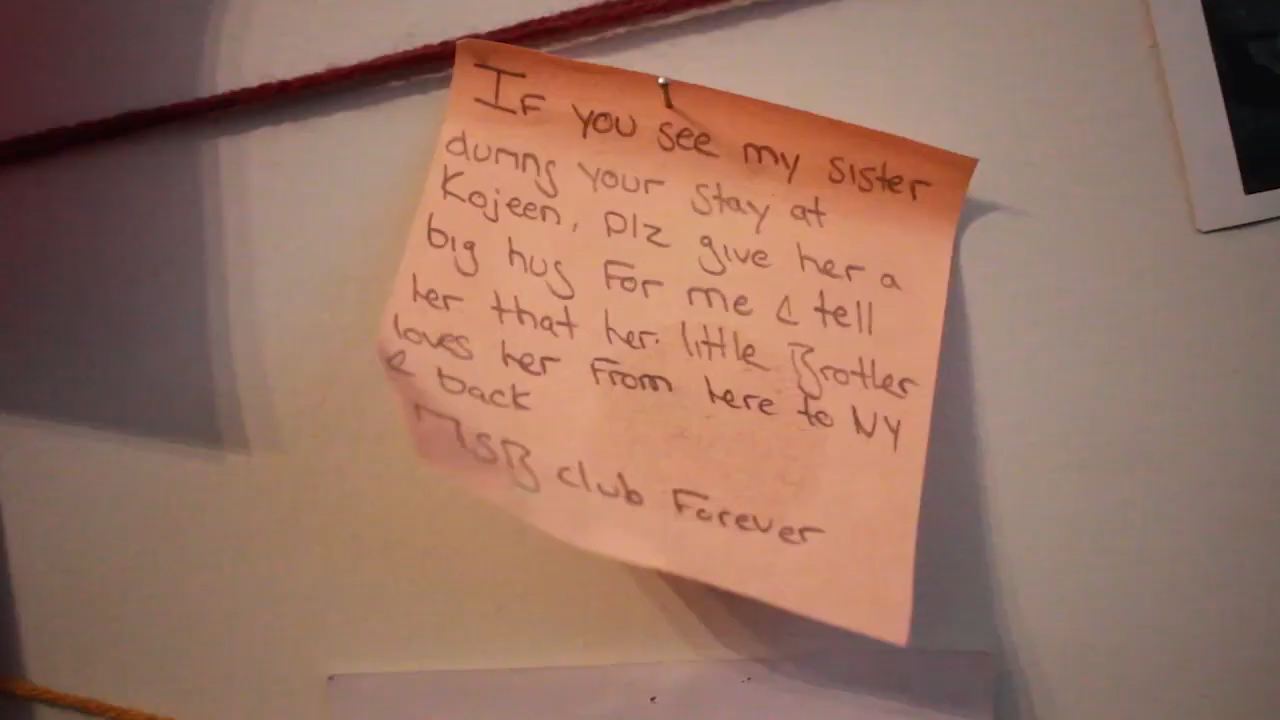 IF you see my sister
during your stay at
Kojeen, Plz give her a
big hug For me & tell
her that her little Brother
loves her From here to NY
& back
MSB club Forever